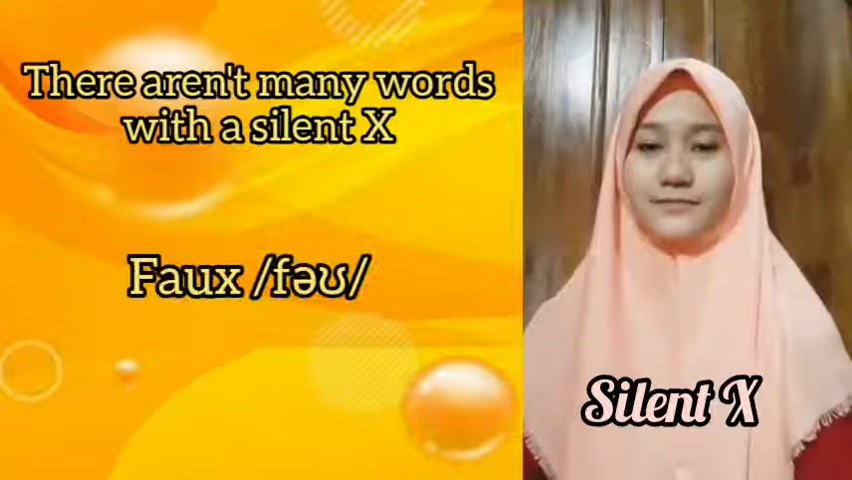 There aren't many words
with a silent X
Faux /fəʊ/
Silent X